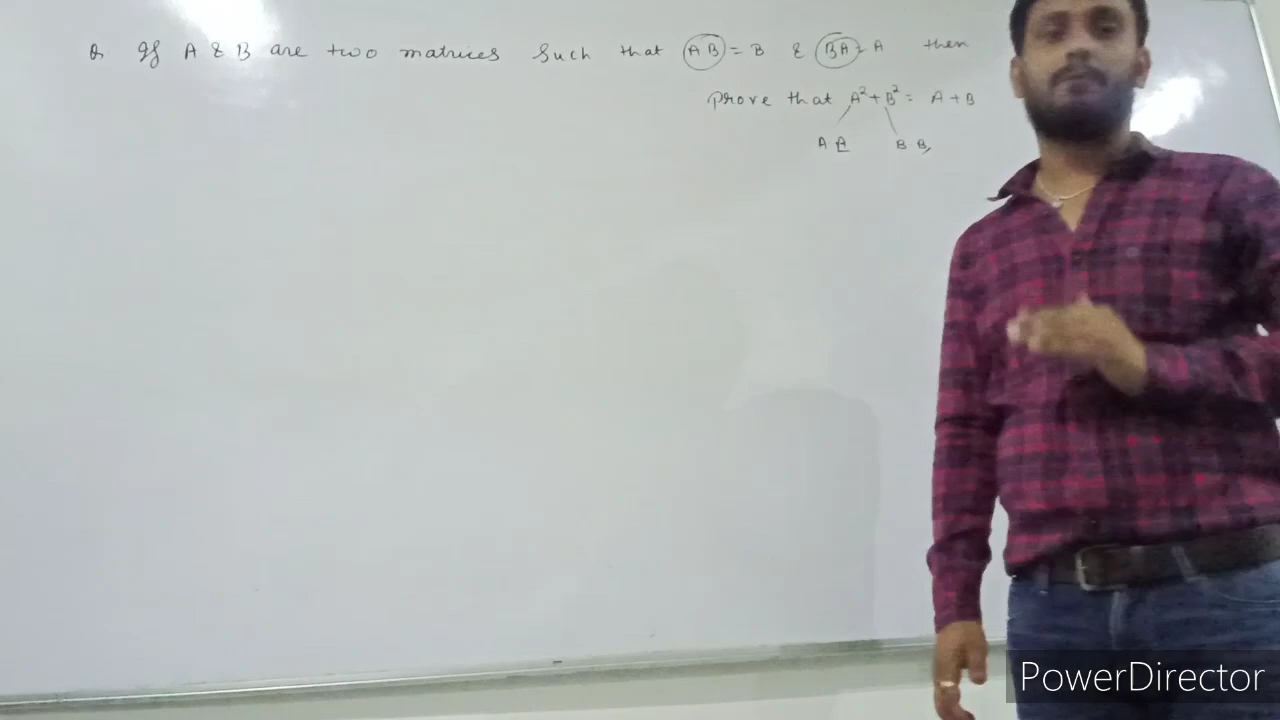 Q If A & B are two matrices Such that AB = B & BA = A then
Prove that A² + B² = A + B
A A B B
PowerDirector